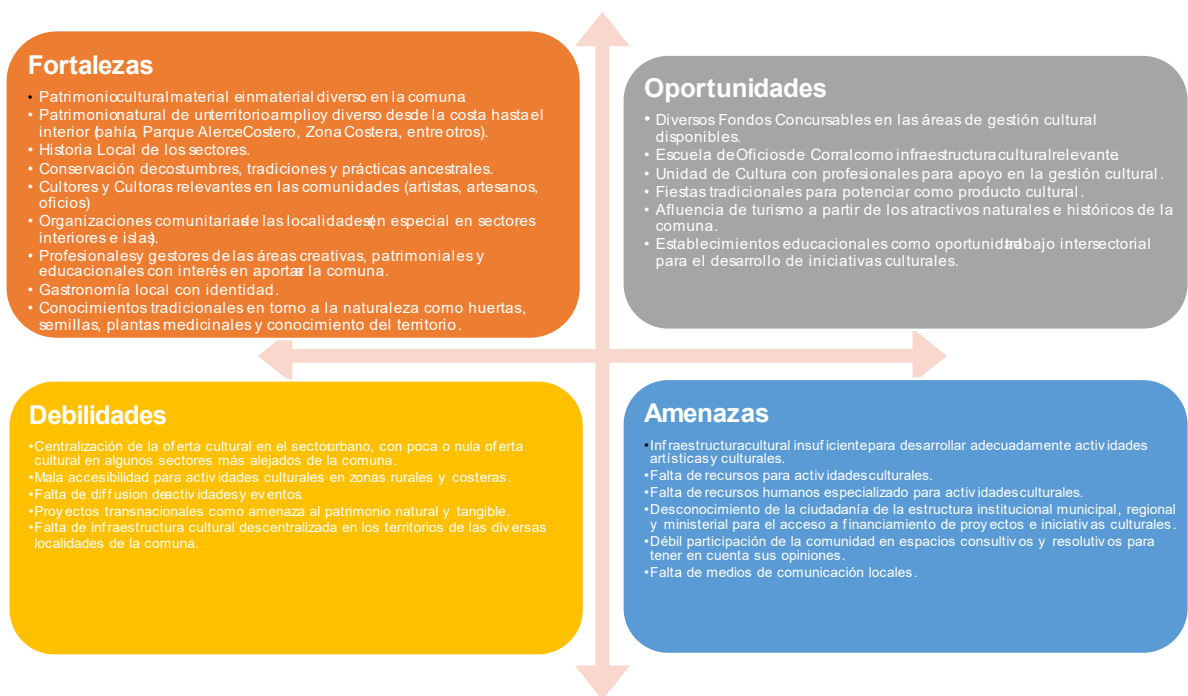 Fortalezas
• Patrimonio cultural material e inmaterial diverso en la comuna
• Patrimonio natural de un territorio amplio y diverso desde la costa hasta el
interior (bahía, Parque Alerce Costero, Zona Costera, entre otros).
• Historia Local de los sectores.
• Conservación de costumbres, tradiciones y prácticas ancestrales.
• Cultores y Cultoras relevantes en las comunidades (artistas, artesanos,
oficios)
• Organizaciones comunitarias de las localidades (en especial en sectores
interiores e islas).
• Profesionales y gestores de las áreas creativas, patrimoniales y
educacionales con interés en aportar a la comuna.
• Gastronomía local con identidad.
• Conocimientos tradicionales en torno a la naturaleza como huertas,
semillas, plantas medicinales y conocimiento del territorio.
Oportunidades
• Diversos Fondos Concursables en las áreas de gestión cultural
disponibles.
• Escuela de Oficios de Corral como infraestructura cultural relevante.
• Unidad de Cultura con profesionales para apoyo en la gestión cultural.
• Fiestas tradicionales para potenciar como producto cultural.
• Afluencia de turismo a partir de los atractivos naturales e históricos de la
comuna.
• Establecimientos educacionales como oportunidad trabajo intersectorial
para el desarrollo de iniciativas culturales.
Debilidades
•Centralización de la oferta cultural en el sector urbano, con poca o nula oferta
cultural en algunos sectores más alejados de la comuna.
•Mala accesibilidad para actividades culturales en zonas rurales y costeras.
•Falta de diffusion de actividades y eventos.
•Proyectos transnacionales como amenaza al patrimonio natural y tangible.
•Falta de infraestructura cultural descentralizada en los territorios de las diversas
localidades de la comuna.
Amenazas
•Infraestructura cultural insuficiente para desarrollar adecuadamente actividades
artísticas y culturales.
•Falta de recursos para actividades culturales.
•Falta de recursos humanos especializado para actividades culturales.
•Desconocimiento de la ciudadanía de la estructura institucional municipal, regional
y ministerial para el acceso a financiamiento de proyectos e iniciativas culturales.
•Débil participación de la comunidad en espacios consultivos y resolutivos para
tener en cuenta sus opiniones.
•Falta de medios de comunicación locales.